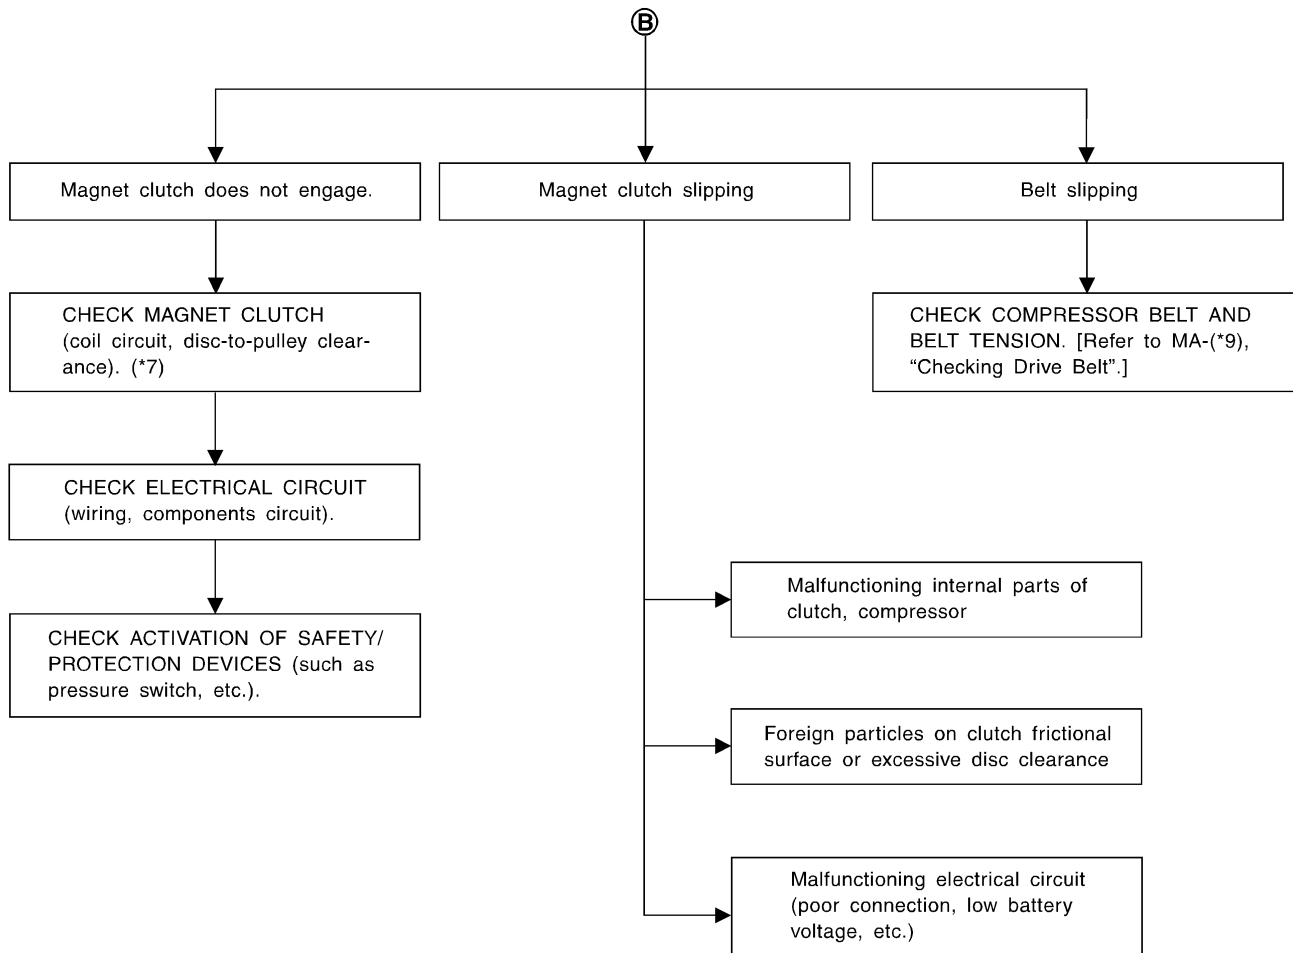 B
Magnet clutch does not engage.
Magnet clutch slipping
Belt slipping
CHECK MAGNET CLUTCH
(coil circuit, disc-to-pulley clear-
ance). (*7)
CHECK COMPRESSOR BELT AND
BELT TENSION. [Refer to MA-(*9),
“Checking Drive Belt”.]
CHECK ELECTRICAL CIRCUIT
(wiring, components circuit).
CHECK ACTIVATION OF SAFETY/
PROTECTION DEVICES (such as
pressure switch, etc.).
Malfunctioning internal parts of
clutch, compressor
Foreign particles on clutch frictional
surface or excessive disc clearance
Malfunctioning electrical circuit
(poor connection, low battery
voltage, etc.)